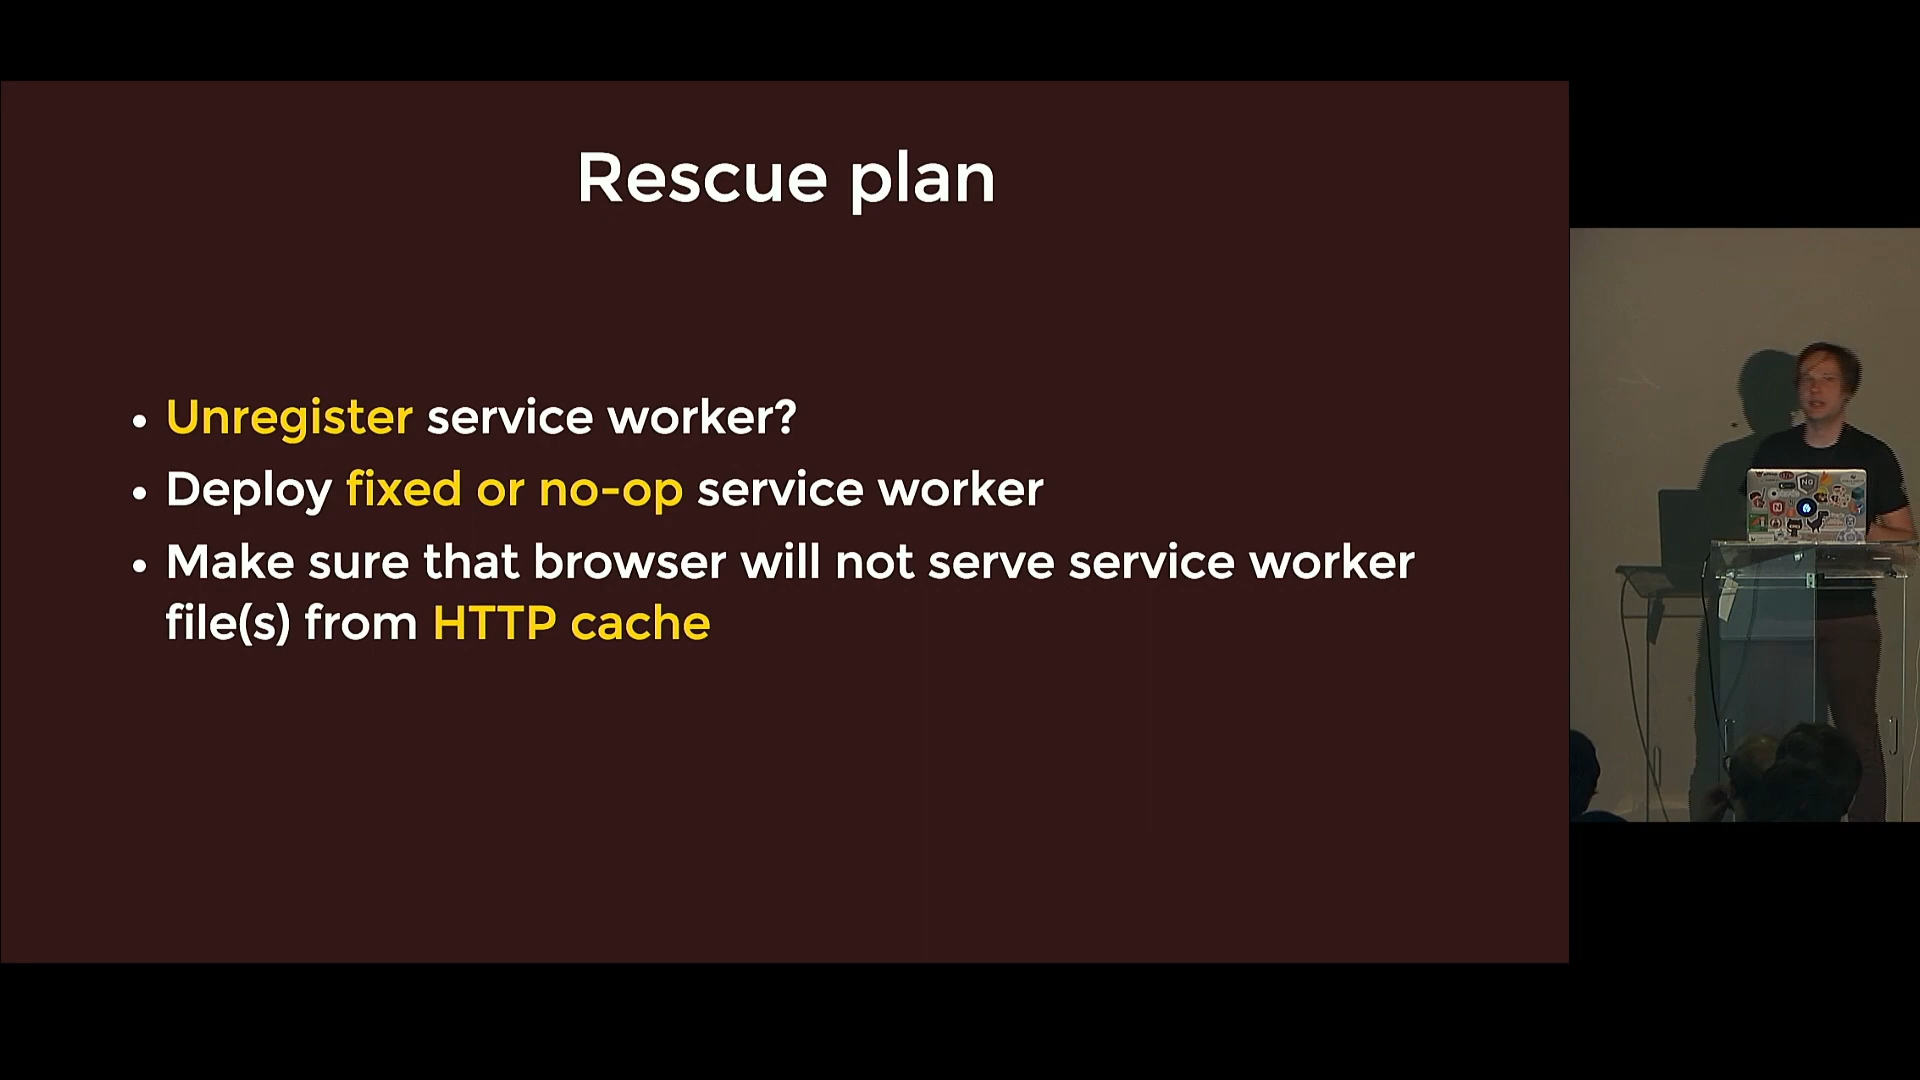 Rescue plan
• Unregister service worker?
• Deploy fixed or no-op service worker
• Make sure that browser will not serve service worker
file(s) from HTTP cache
NG